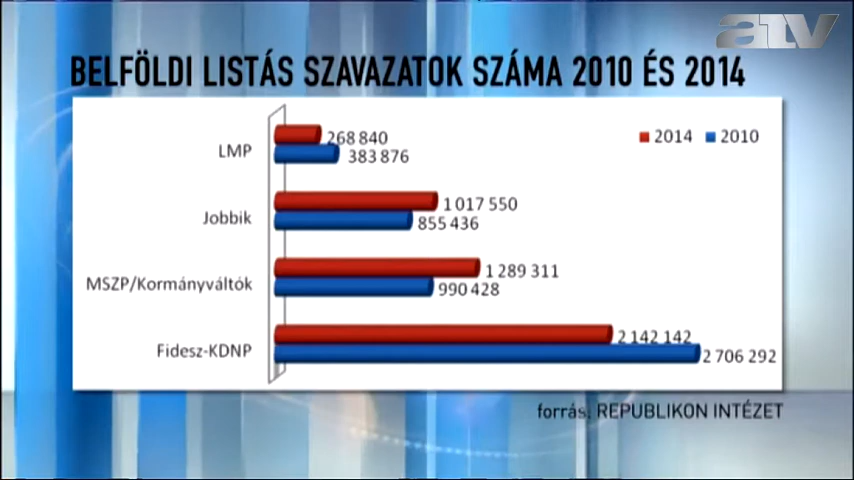 atv
BELFÖLDI LISTÁS SZAVAZATOK SZÁMA 2010 ÉS 2014
2014 2010
LMP
268 840
383 876
Jobbik
1 017 550
855 436
MSZP/Kormányváltók
1 289 311
990 428
Fidesz-KDNP
2 142 142
2 706 292
forrás: REPUBLIKON INTÉZET